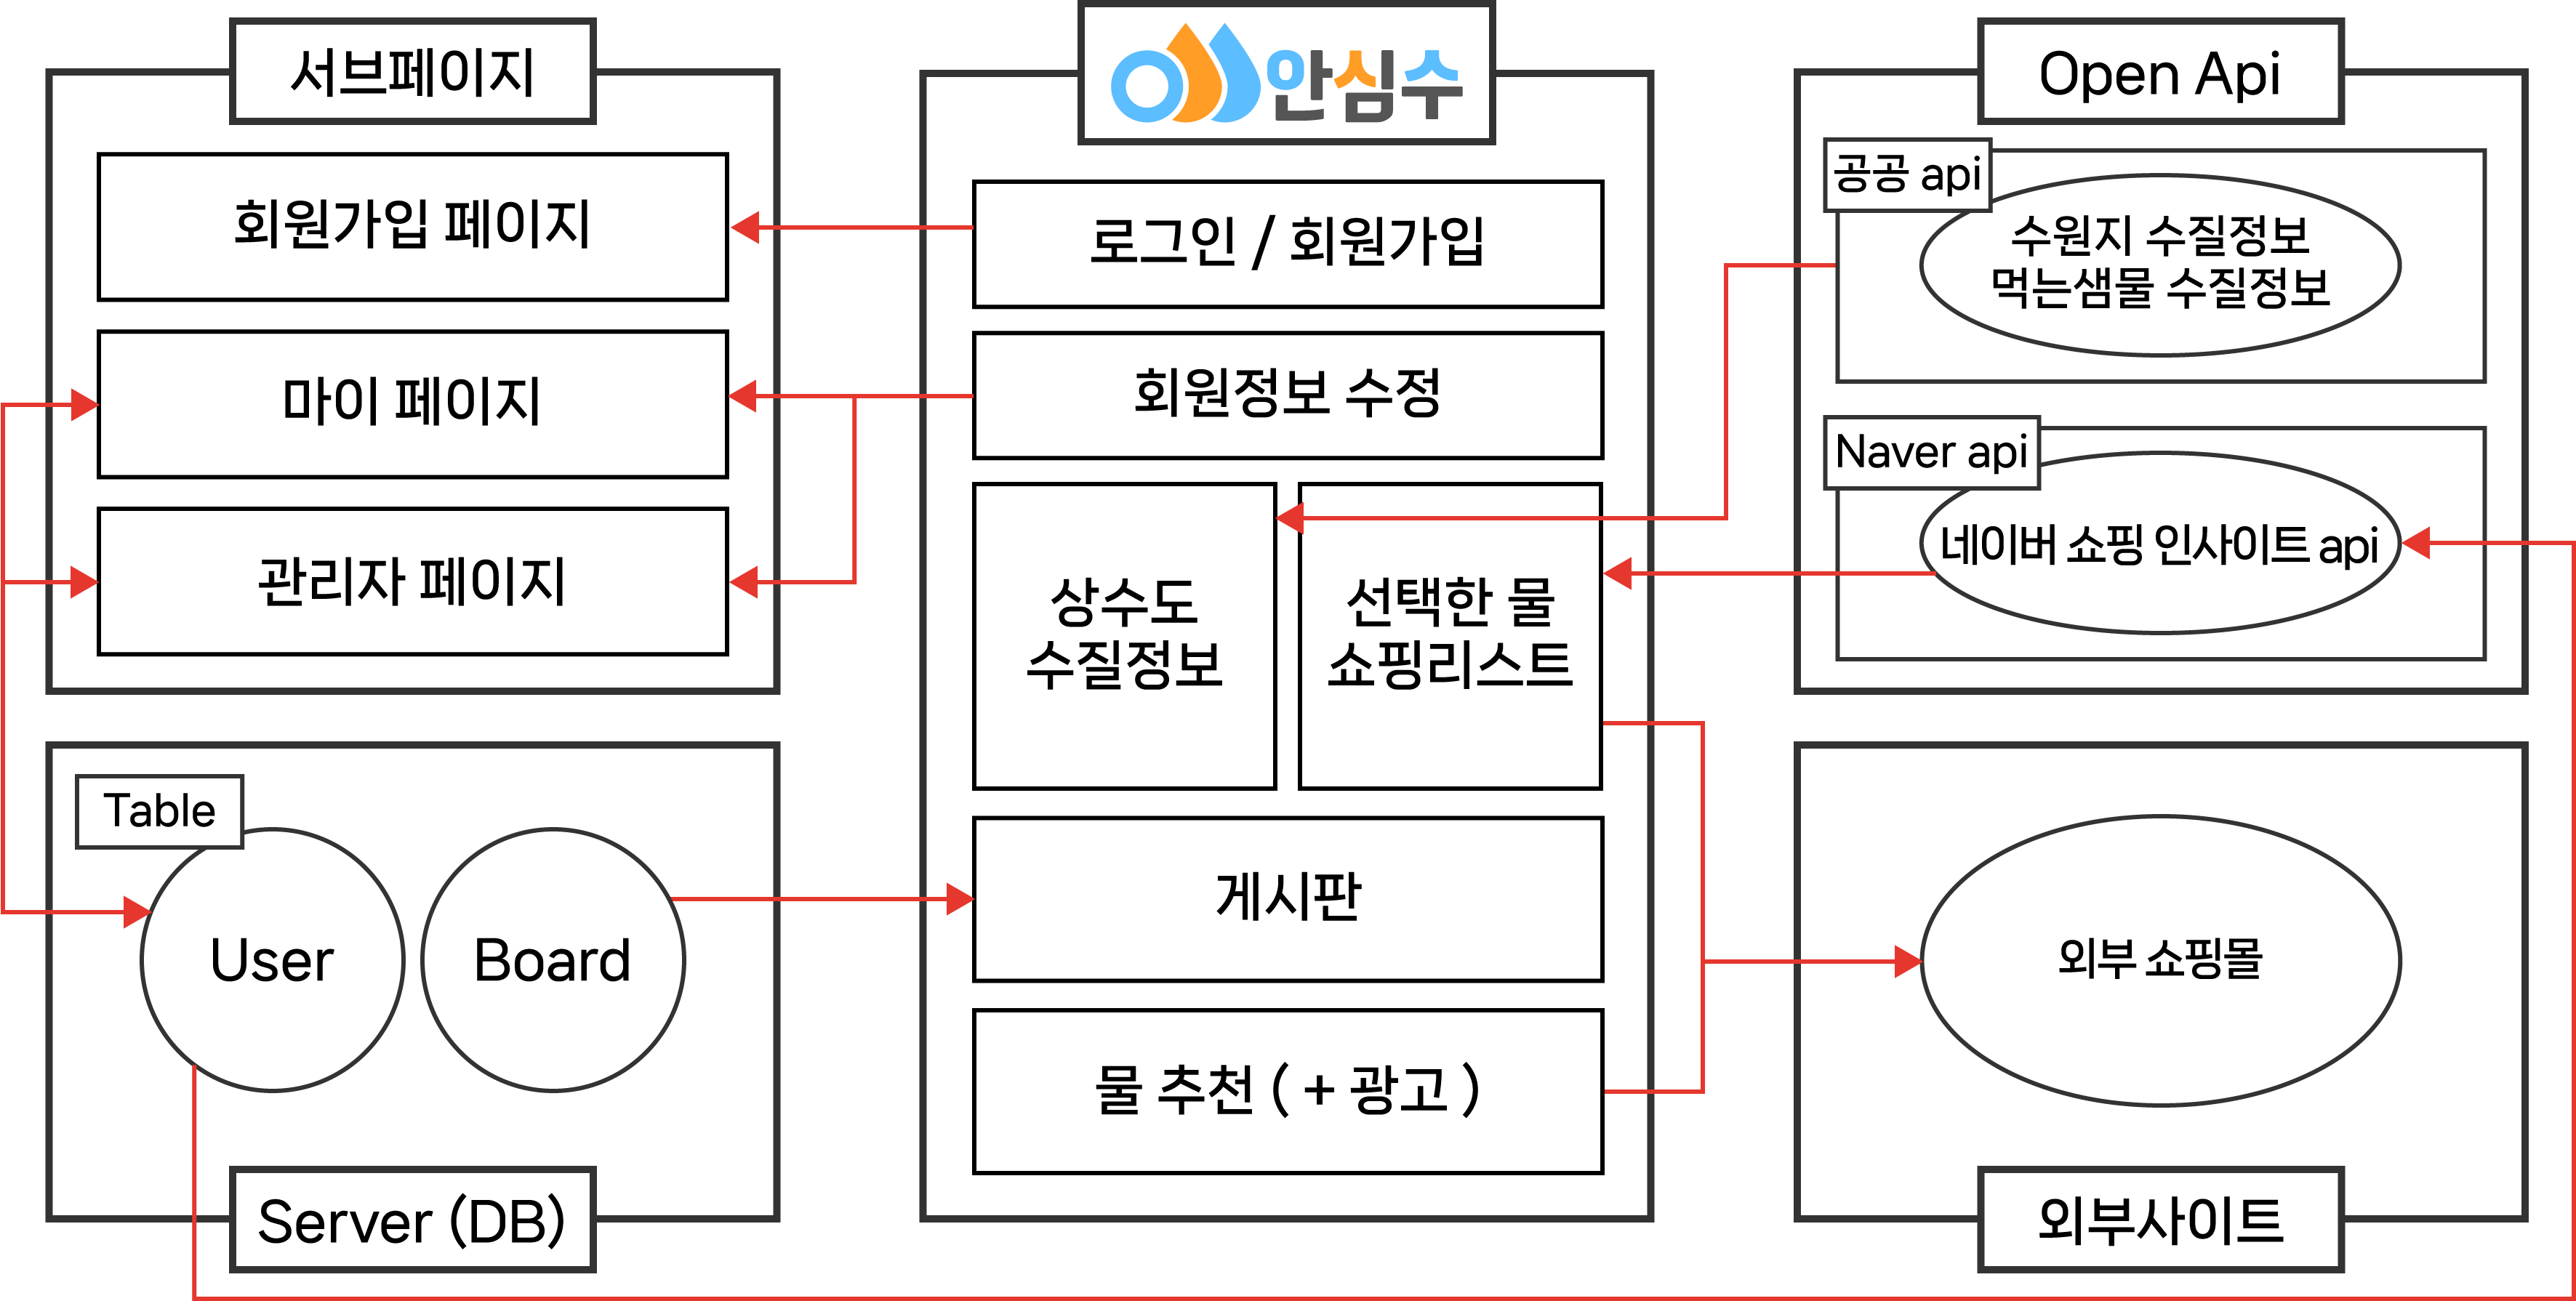 서브페이지
회원가입 페이지
마이 페이지
관리자 페이지
Table
User
Board
Server (DB)
안심수
로그인 / 회원가입
회원정보 수정
상수도
수질정보
선택한 물
쇼핑리스트
게시판
물 추천 ( + 광고 )
Open Api
공공 api
수원지 수질정보
먹는샘물 수질정보
Naver api
네이버 쇼핑 인사이트 api
외부 쇼핑몰
외부사이트